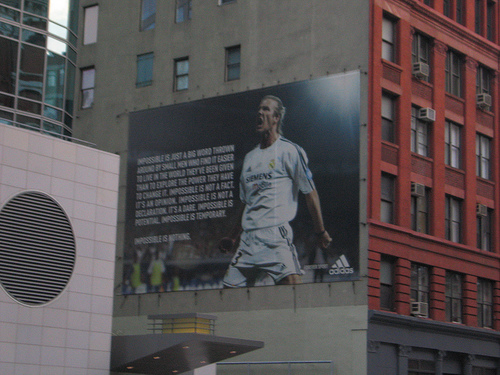 IMPOSSIBLE IS JUST A BIG WORD THROWN
AROUND BY SMALL MEN WHO FIND IT EASIER
TO LIVE IN THE WORLD THEY'VE BEEN GIVEN
THAN TO EXPLORE THE POWER THEY HAVE
TO CHANGE IT. IMPOSSIBLE IS NOT A FACT.
IT'S AN OPINION. IMPOSSIBLE IS NOT A
DECLARATION. IT'S A DARE. IMPOSSIBLE IS
POTENTIAL. IMPOSSIBLE IS TEMPORARY.
IMPOSSIBLE IS NOTHING.
SIEMENS
adidas